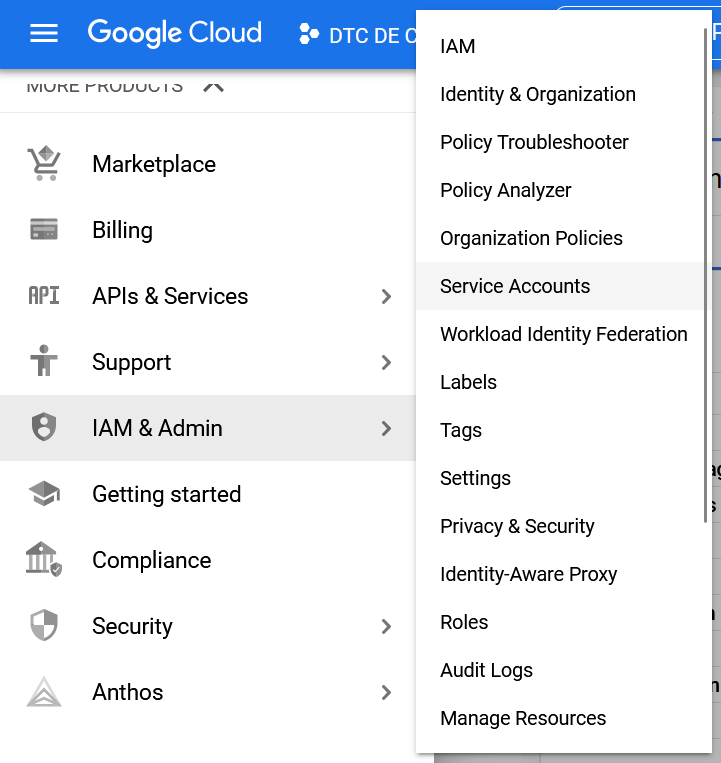 Google Cloud
DTC DE C
MORE PRODUCTS
Marketplace
Billing
API
APIs & Services
Support
IAM & Admin
Getting started
Compliance
Security
Anthos
IAM
Identity & Organization
Policy Troubleshooter
Policy Analyzer
Organization Policies
Service Accounts
Workload Identity Federation
Labels
Tags
Settings
Privacy & Security
Identity-Aware Proxy
Roles
Audit Logs
Manage Resources